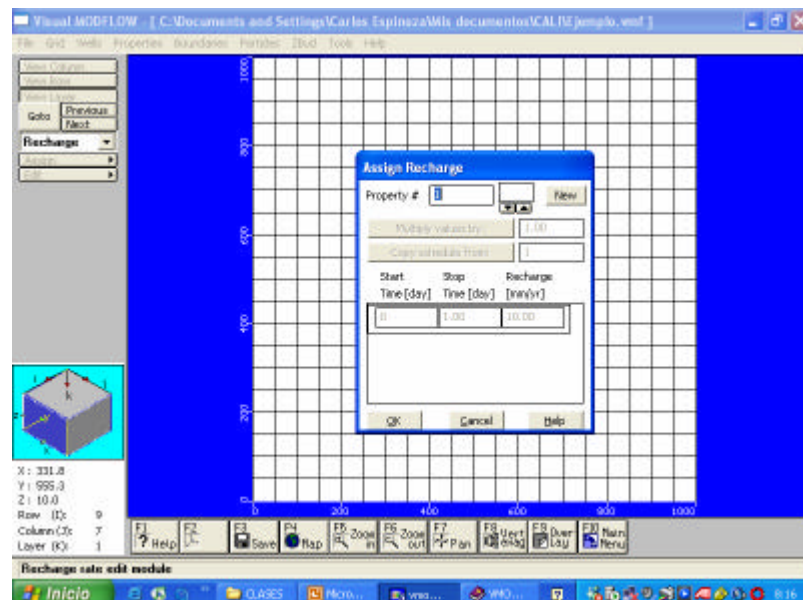 Visual MODFLOW - [ C:\Documents and Settings\Carlos Espinoza\Mis documentos\CALI\Ejemplo.vmf ]
File Grid Wells Properties Boundaries Particles ZBud Tools Help
View Column
View Row
View Layer
Goto
Previous
Next
Recharge
Assign
Edit
1000
800
600
400
200
0
0 200 400 600 800 1000
Assign Recharge
Property # 1
New
Multiply values by: 1.00
Copy schedule from: 1
Start Stop Recharge
Time [day] Time [day] [mm/yr]
0 1.00 10.00
OK Cancel Help
X: 331.8
Y: 555.3
Z: 10.0
Row (I): 9
Column (J): 7
Layer (K): 1
F1 Help
F2
F3 Save
F4 Map
F5 Zoom in
F6 Zoom out
F7 Pan
F8 Vert exag
F9 Over lay
F10 Main Menu
Recharge rate edit module
Inicio
CLASES
Micro...
vmo...
VMO...
8:16